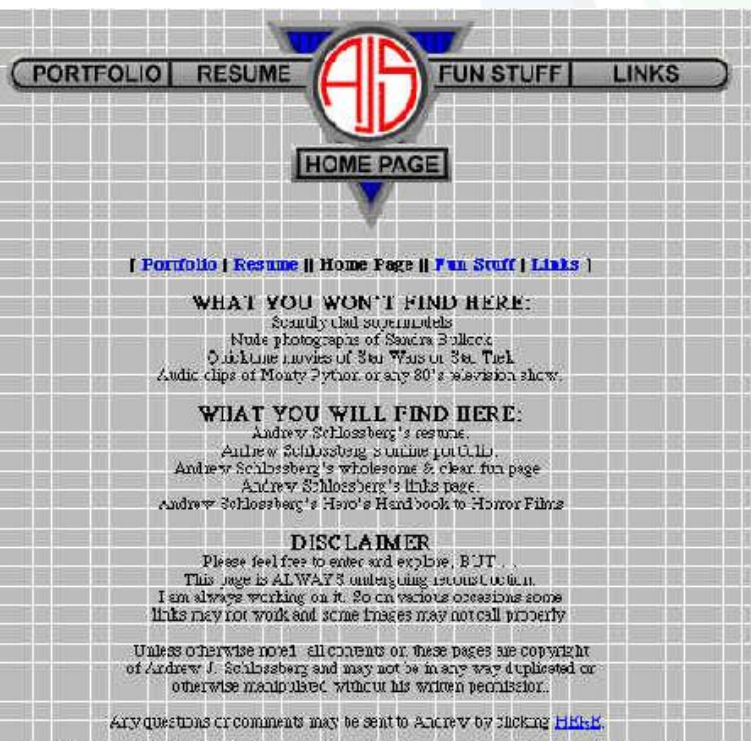 PORTFOLIO RESUME AJS FUN STUFF LINKS
HOME PAGE
[ Portfolio | Resume || Home Page || Fun Stuff | Links ]
WHAT YOU WON'T FIND HERE:
Scantily clad supermodels
Nude photographs of Sandra Bullock
Quicktime movies of Star Wars or Star Trek
Audio clips of Monty Python or any 80's television show.
WHAT YOU WILL FIND HERE:
Andrew Schlossberg's resume.
Andrew Schlossberg's online portfolio.
Andrew Schlossberg's wholesome & clean fun page
Andrew Schlossberg's links page.
Andrew Schlossberg's Hero's Handbook to Horror Films
DISCLAIMER
Please feel free to enter and explore, BUT . . .
This page is ALWAYS undergoing reconstruction.
I am always working on it. So on various occasions some
links may not work and some images may not call properly
Unless otherwise noted, all contents on these pages are copyright
of Andrew J. Schlossberg and may not be in any way duplicated or
otherwise manipulated without his written permission.
Any questions or comments may be sent to Andrew by clicking HERE.